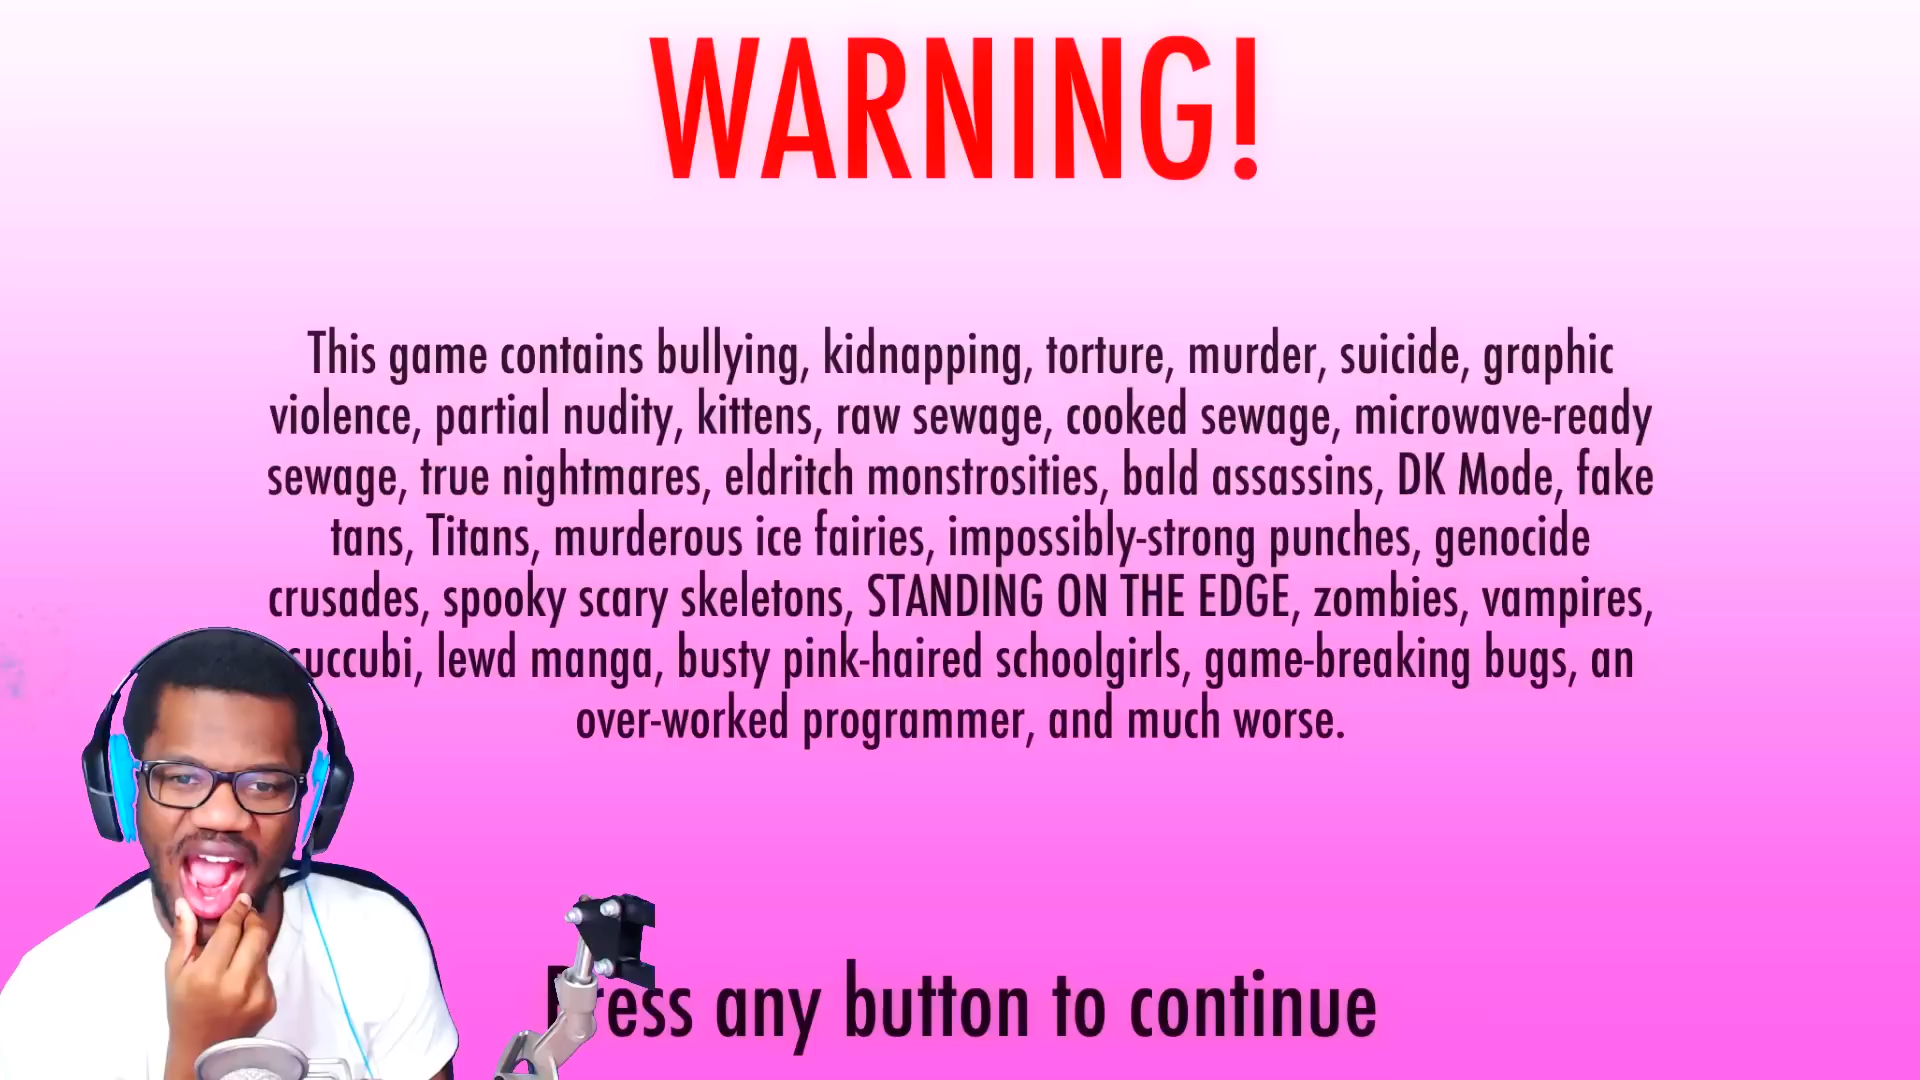 WARNING!
This game contains bullying, kidnapping, torture, murder, suicide, graphic
violence, partial nudity, kittens, raw sewage, cooked sewage, microwave-ready
sewage, true nightmares, eldritch monstrosities, bald assassins, DK Mode, fake
tans, Titans, murderous ice fairies, impossibly-strong punches, genocide
crusades, spooky scary skeletons, STANDING ON THE EDGE, zombies, vampires,
succubi, lewd manga, busty pink-haired schoolgirls, game-breaking bugs, an
over-worked programmer, and much worse.
Press any button to continue